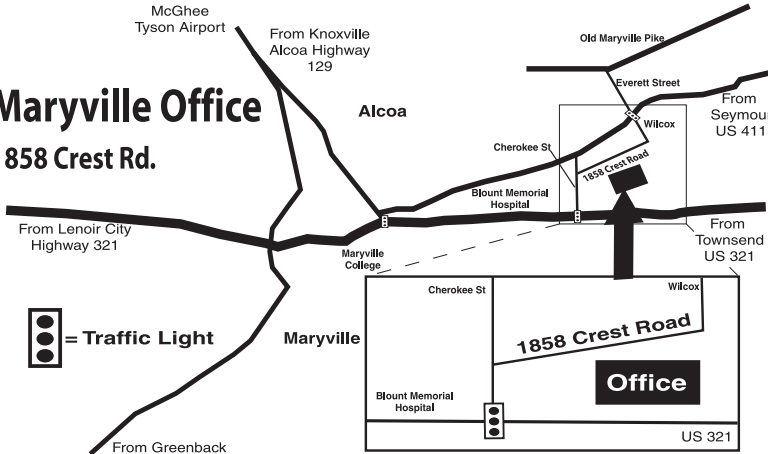 McGhee
Tyson Airport
From Knoxville
Alcoa Highway
129
Old Maryville Pike
Everett Street
Maryville Office
858 Crest Rd.
Alcoa
From
Seymour
US 411
Wilcox
Cherokee St
1858 Crest Road
Blount Memorial
Hospital
From Lenoir City
Highway 321
Maryville
College
From
Townsend
US 321
= Traffic Light
Maryville
Cherokee St
Wilcox
1858 Crest Road
Office
Blount Memorial
Hospital
US 321
From Greenback